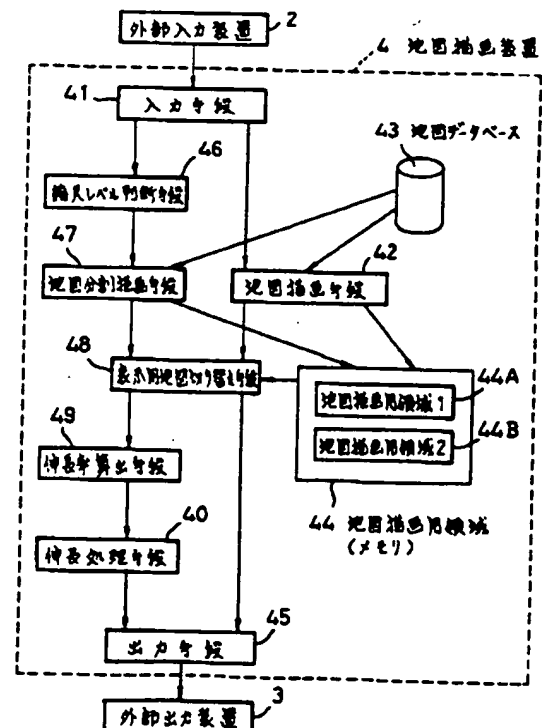 外部入力装置
2
4 地図描画装置
41
入力手段
43 地図データベース
46
縮尺レベル判断手段
47
地図分割描画手段
42
地図描画手段
48
表示用地図切り替え手段
44A
地図描画用領域1
44B
地図描画用領域2
49
伸長率算出手段
44 地図描画用領域
(メモリ)
40
伸長処理手段
45
出力手段
3
外部出力装置